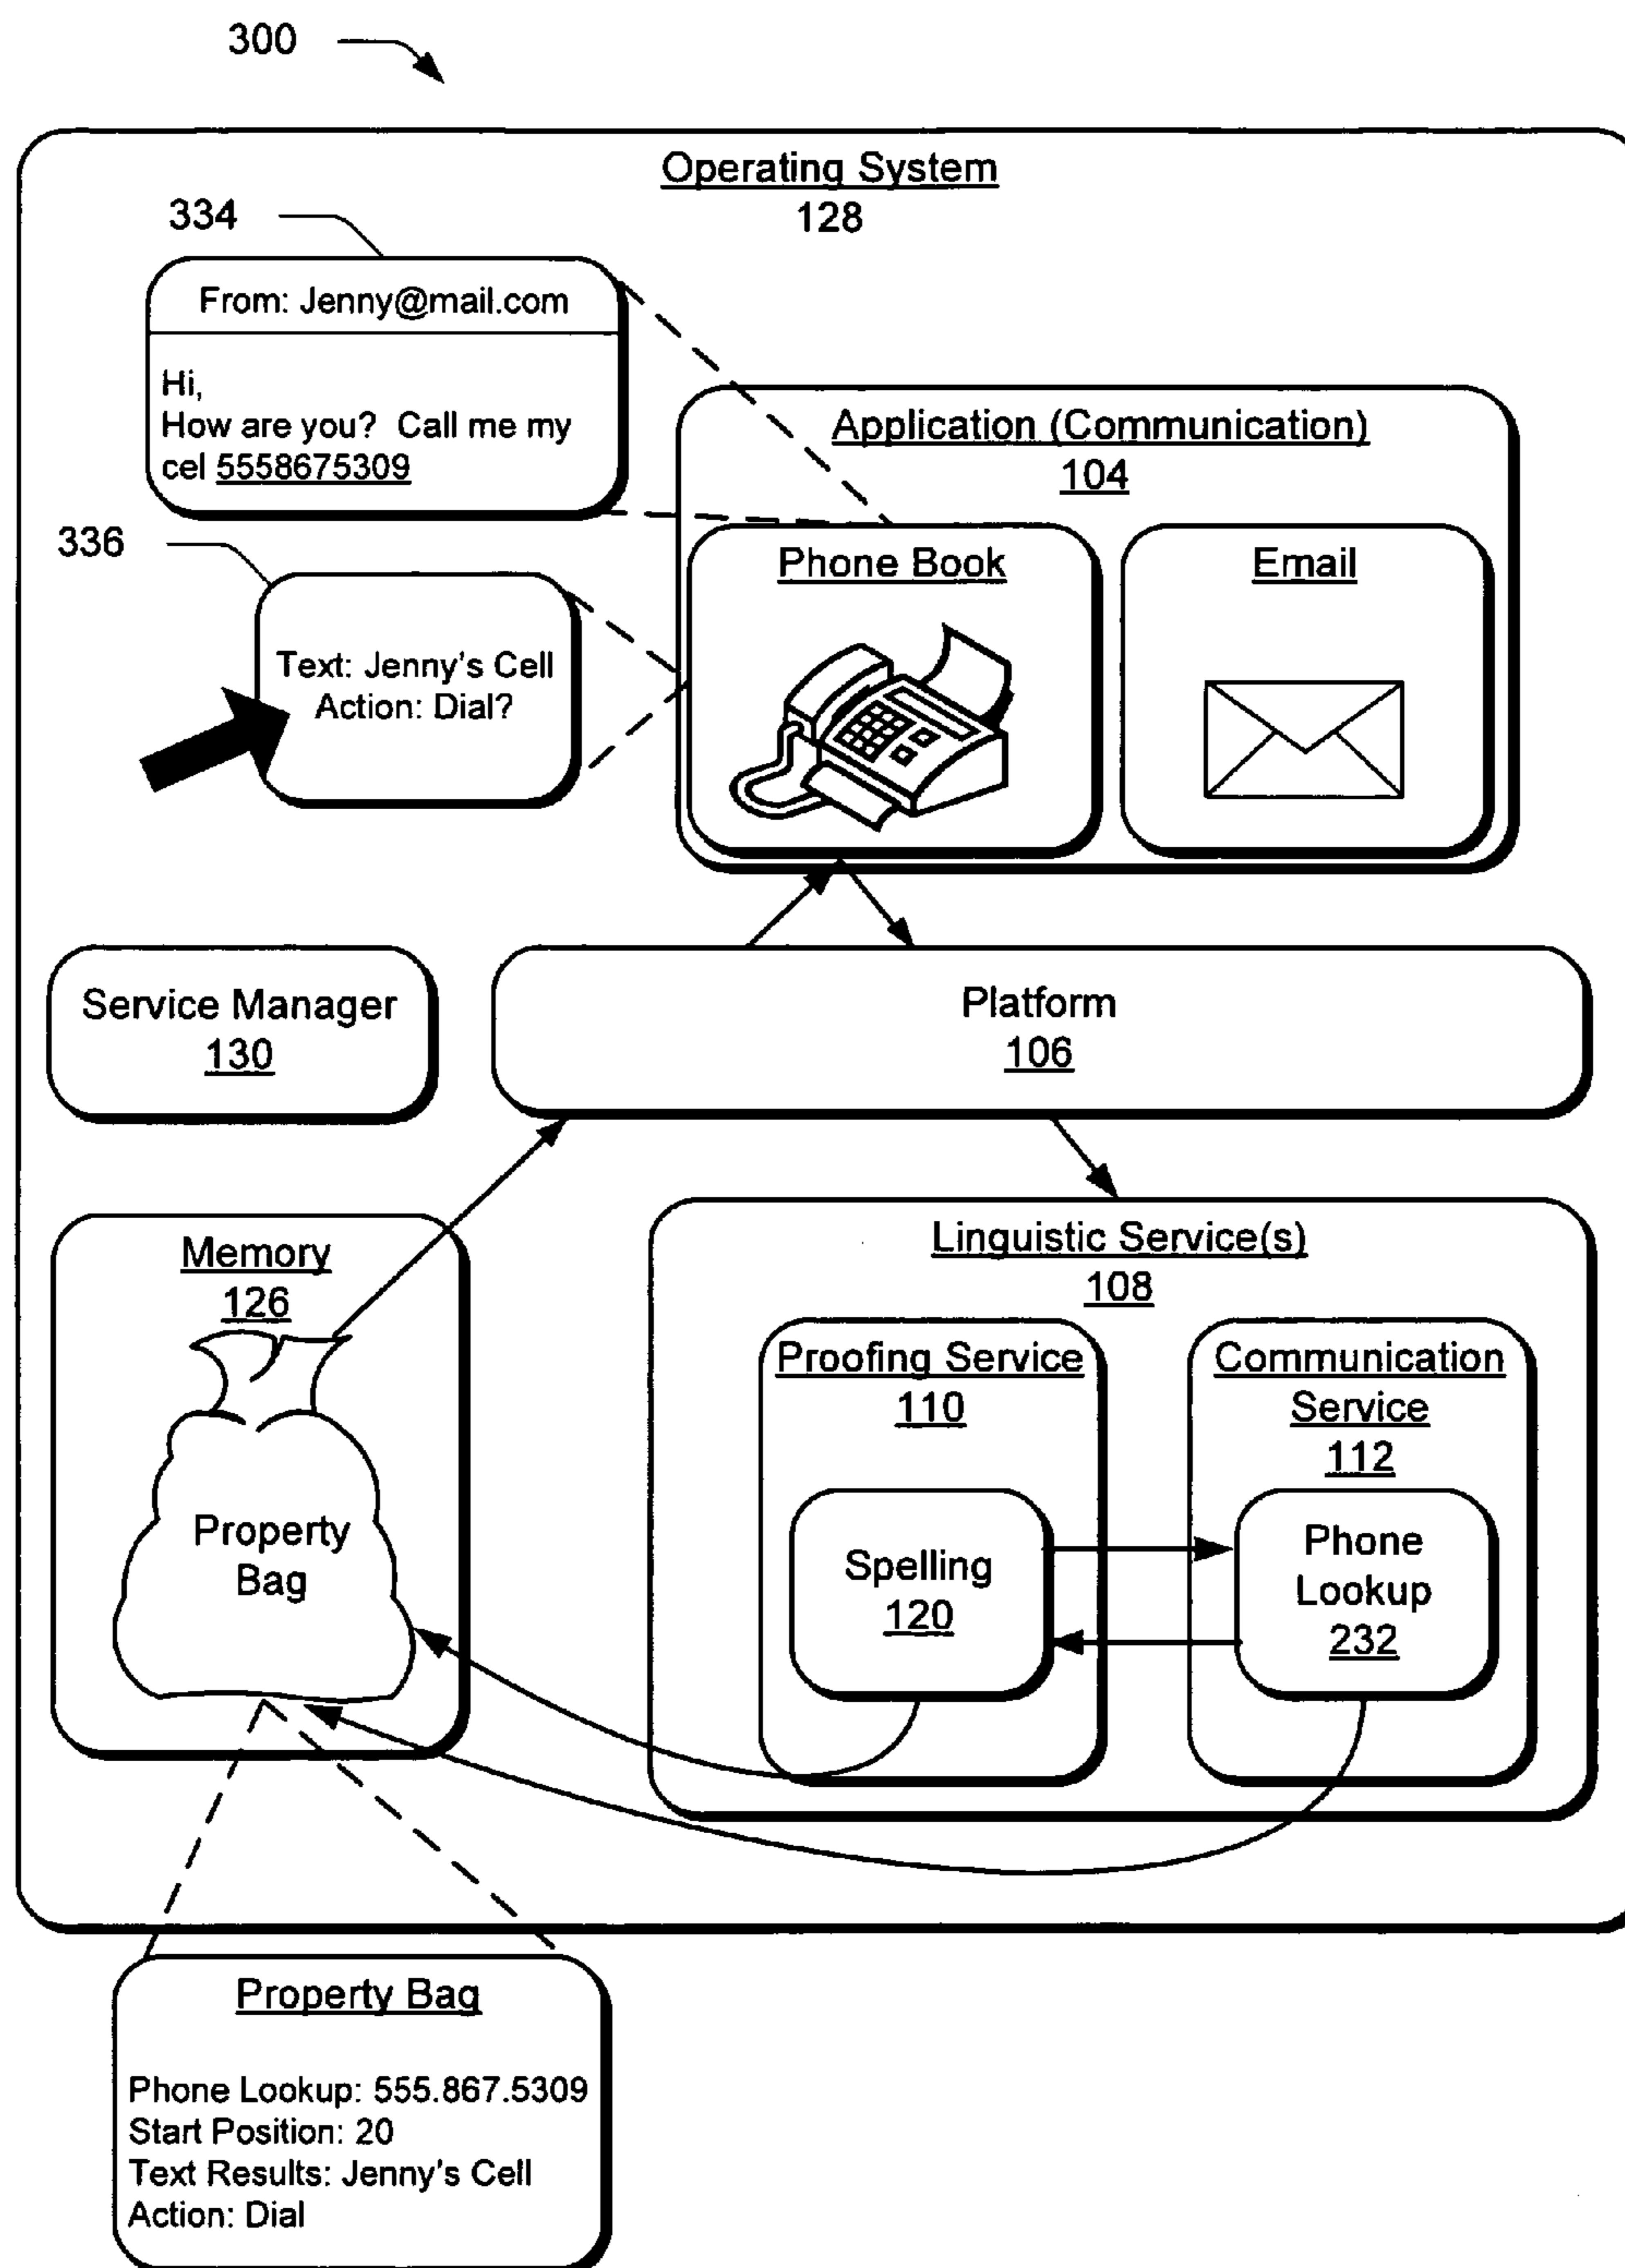 300
Operating System
128
334
From: Jenny@mail.com
Hi,
How are you? Call me my
cel 5558675309
Application (Communication)
104
336
Phone Book
Email
Text: Jenny's Cell
Action: Dial?
Service Manager
130
Platform
106
Memory
126
Property
Bag
Linguistic Service(s)
108
Proofing Service
110
Communication
Service
112
Spelling
120
Phone
Lookup
232
Property Bag
Phone Lookup: 555.867.5309
Start Position: 20
Text Results: Jenny's Cell
Action: Dial